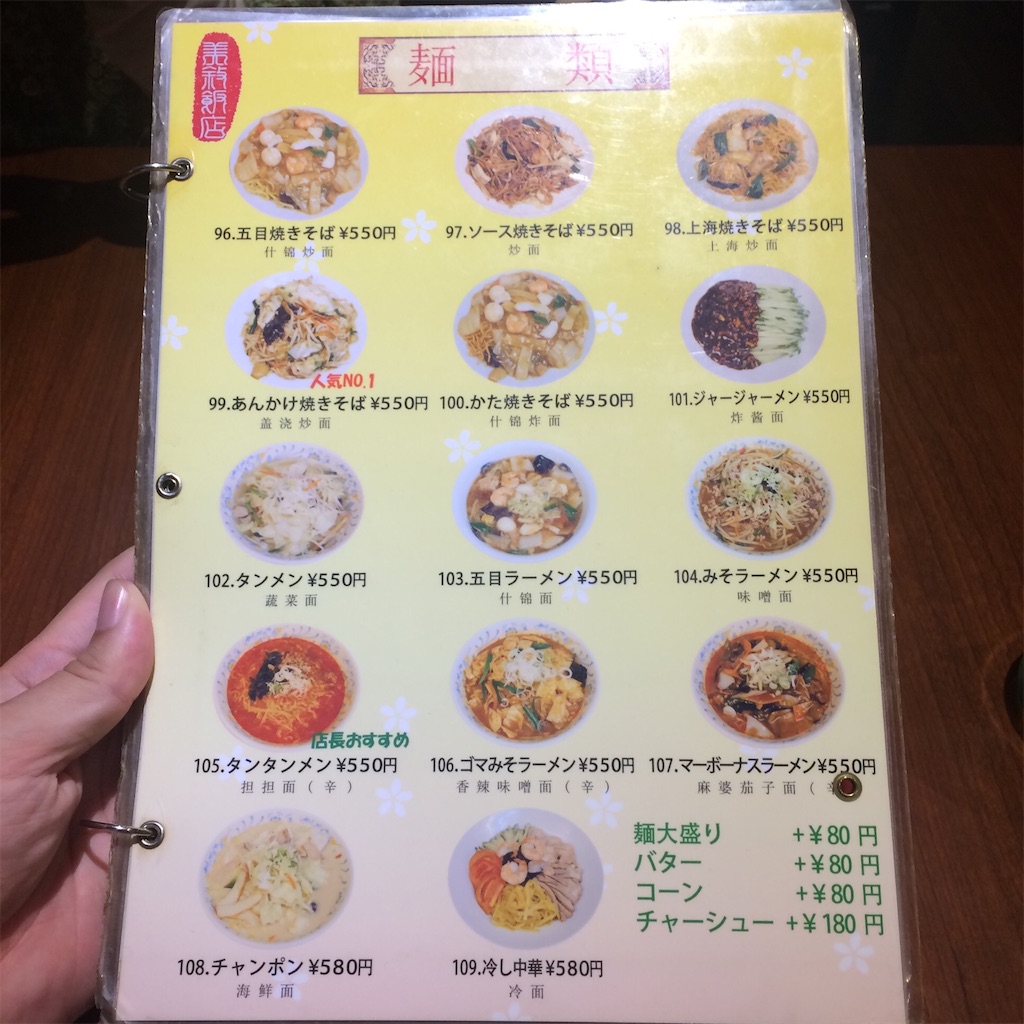 美叙飯店
麺類
96.五目焼きそば ¥550円
什锦炒面
97.ソース焼きそば ¥550円
炒面
98.上海焼きそば ¥550円
上海炒面
人気NO.1
99.あんかけ焼きそば ¥550円
盖浇炒面
100.かた焼きそば ¥550円
什锦炸面
101.ジャージャーメン ¥550円
炸酱面
102.タンメン ¥550円
蔬菜面
103.五目ラーメン ¥550円
什锦面
104.みそラーメン ¥550円
味噌面
店長おすすめ
105.タンタンメン ¥550円
担担面(辛)
106.ゴマみそラーメン ¥550円
香辣味噌面(辛)
107.マーボーナスラーメン ¥550円
麻婆茄子面(
108.チャンポン ¥580円
海鲜面
109.冷し中華 ¥580円
冷面
麺大盛り +¥80円
バター +¥80円
コーン +¥80円
チャーシュー +¥180円